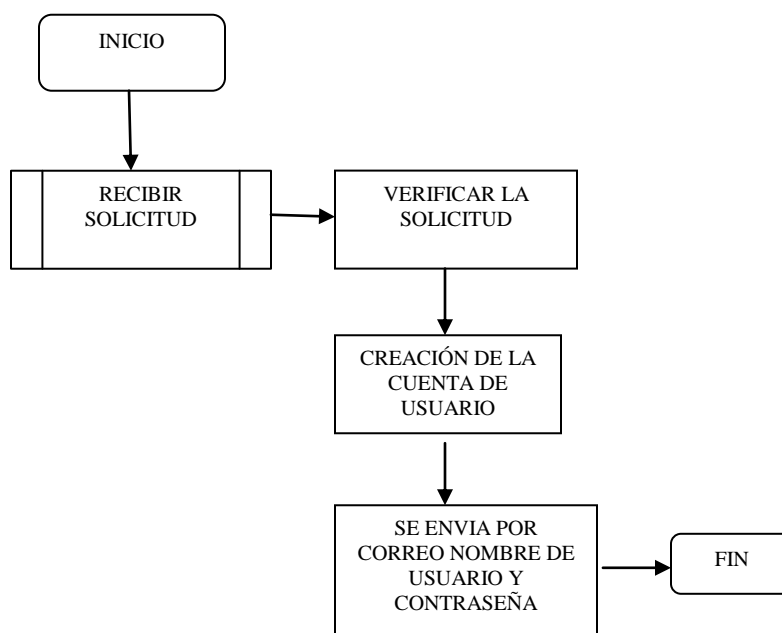 INICIO
RECIBIR
SOLICITUD
VERIFICAR LA
SOLICITUD
CREACIÓN DE LA
CUENTA DE
USUARIO
SE ENVIA POR
CORREO NOMBRE DE
USUARIO Y
CONTRASEÑA
FIN